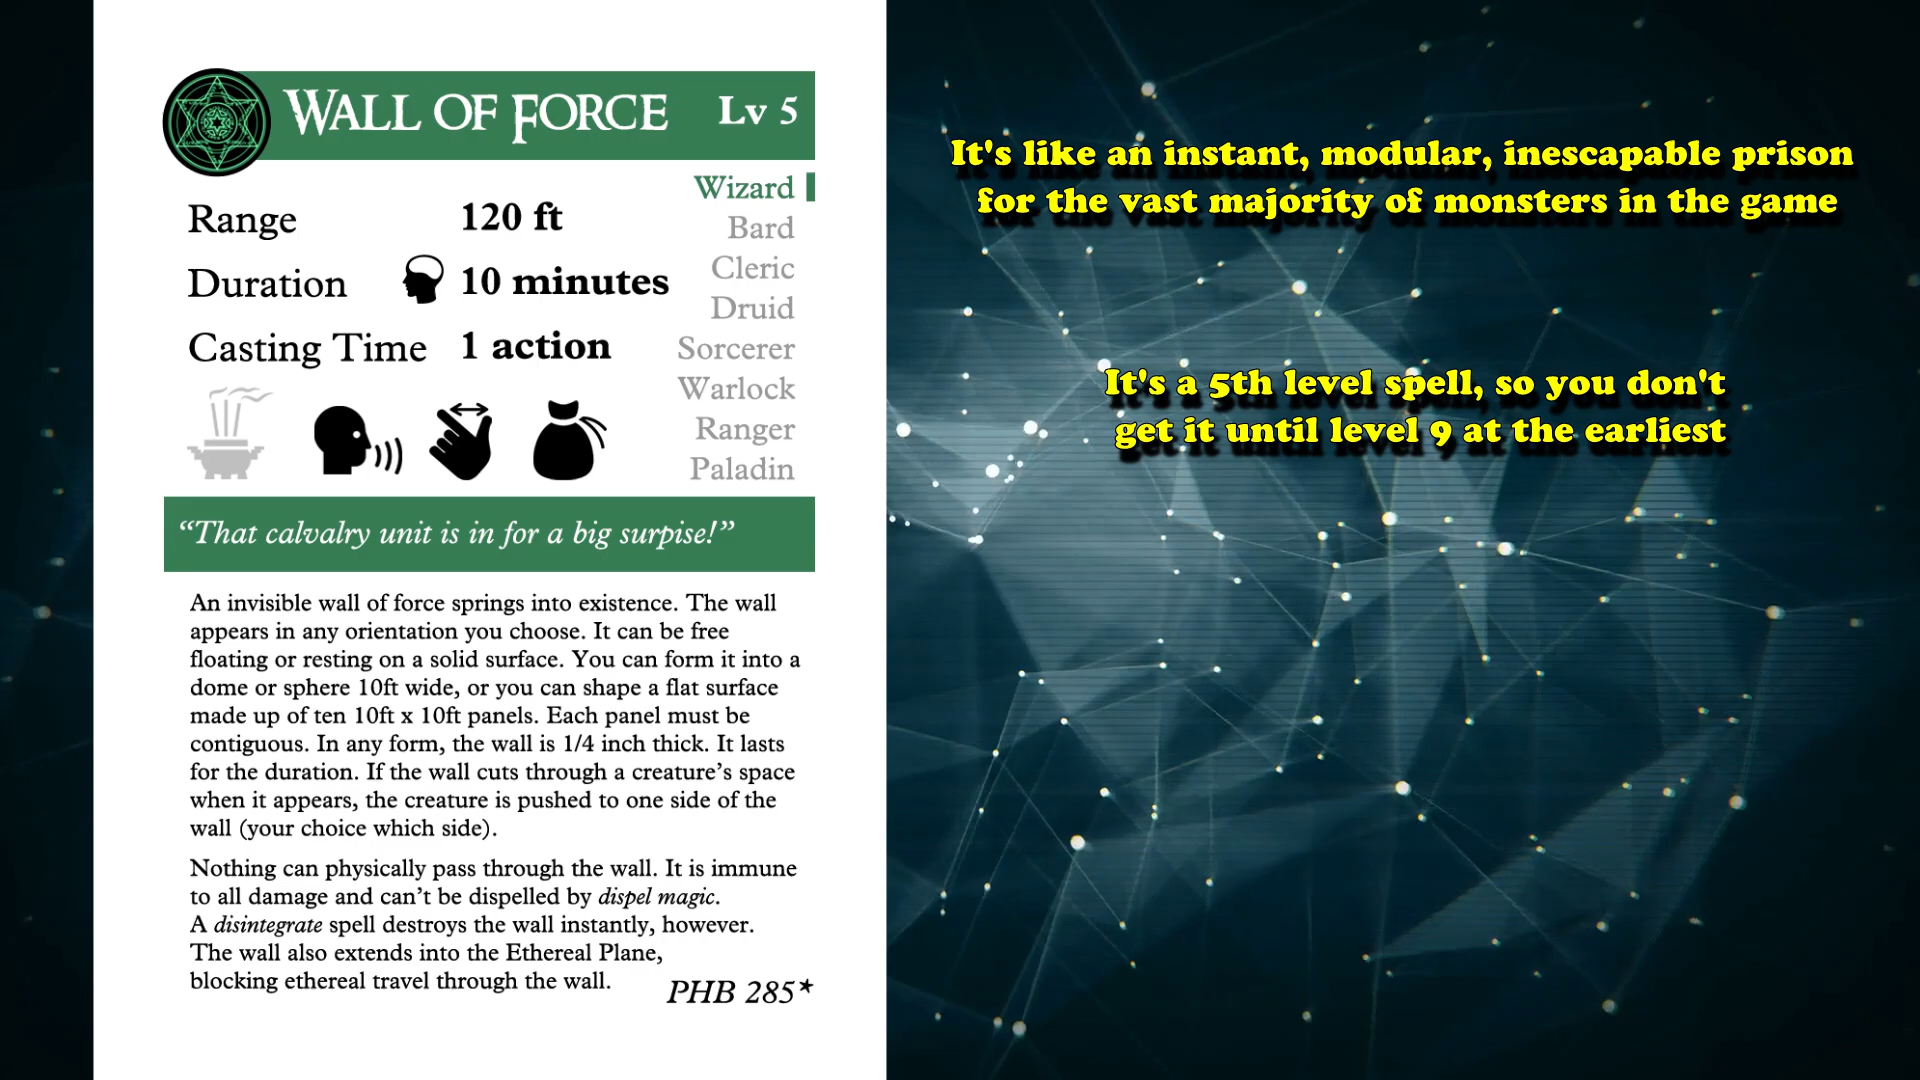 WALL OF FORCE Lv 5
Wizard
Bard
Cleric
Druid
Sorcerer
Warlock
Ranger
Paladin
Range 120 ft
Duration 10 minutes
Casting Time 1 action
“That calvalry unit is in for a big surpise!”
An invisible wall of force springs into existence. The wall
appears in any orientation you choose. It can be free
floating or resting on a solid surface. You can form it into a
dome or sphere 10ft wide, or you can shape a flat surface
made up of ten 10ft x 10ft panels. Each panel must be
contiguous. In any form, the wall is 1/4 inch thick. It lasts
for the duration. If the wall cuts through a creature’s space
when it appears, the creature is pushed to one side of the
wall (your choice which side).
Nothing can physically pass through the wall. It is immune
to all damage and can’t be dispelled by dispel magic.
A disintegrate spell destroys the wall instantly, however.
The wall also extends into the Ethereal Plane,
blocking ethereal travel through the wall.
PHB 285*
It's like an instant, modular, inescapable prison
for the vast majority of monsters in the game
It's a 5th level spell, so you don't
get it until level 9 at the earliest